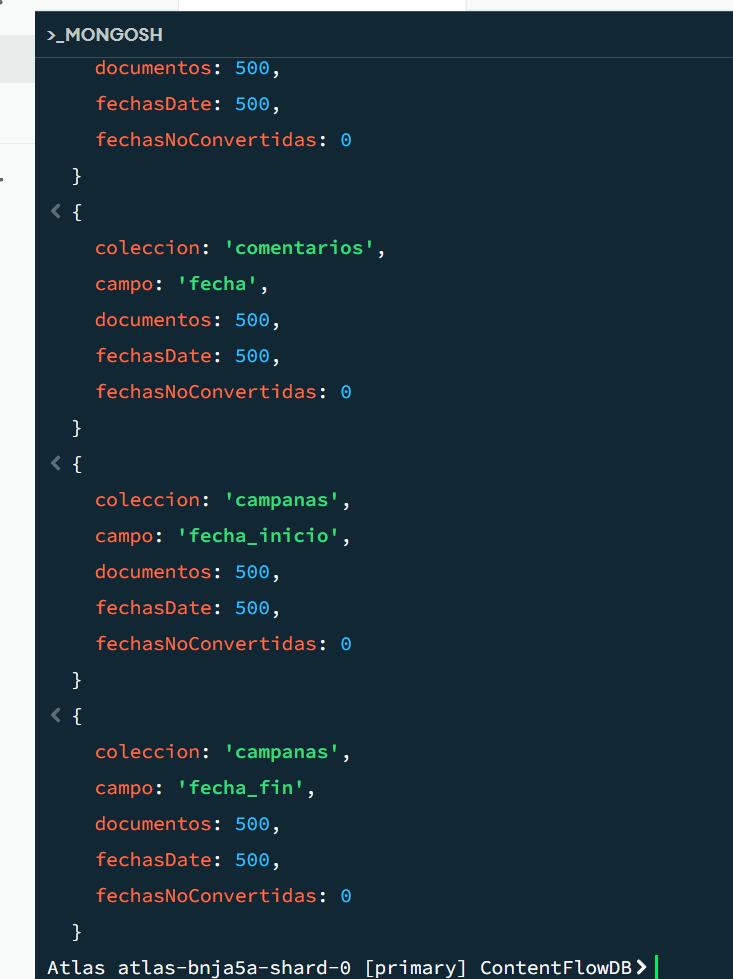 >_MONGOSH
documentos: 500,
fechasDate: 500,
fechasNoConvertidas: 0
}
< {
coleccion: 'comentarios',
campo: 'fecha',
documentos: 500,
fechasDate: 500,
fechasNoConvertidas: 0
}
< {
coleccion: 'campanas',
campo: 'fecha_inicio',
documentos: 500,
fechasDate: 500,
fechasNoConvertidas: 0
}
< {
coleccion: 'campanas',
campo: 'fecha_fin',
documentos: 500,
fechasDate: 500,
fechasNoConvertidas: 0
}
Atlas atlas-bnja5a-shard-0 [primary] ContentFlowDB>